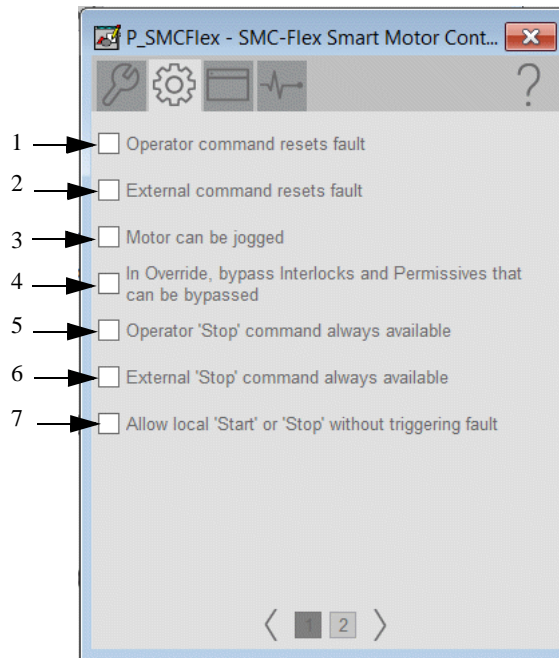 P_SMCFlex - SMC-Flex Smart Motor Cont...
?
1 Operator command resets fault
2 External command resets fault
3 Motor can be jogged
4 In Override, bypass Interlocks and Permissives that
can be bypassed
5 Operator 'Stop' command always available
6 External 'Stop' command always available
7 Allow local 'Start' or 'Stop' without triggering fault
1 2